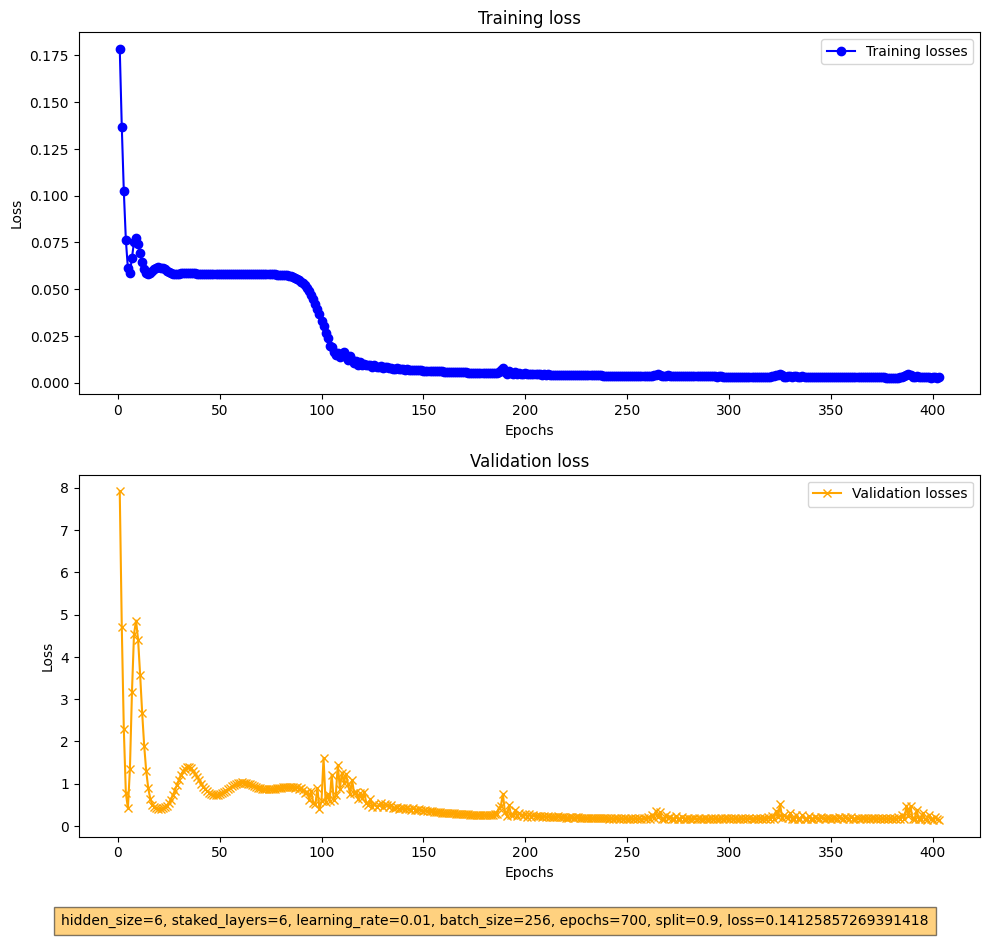 Training loss
Training losses
0.175
0.150
0.125
0.100
0.075
0.050
0.025
0.000
Loss
0 50 100 150 200 250 300 350 400
Epochs
Validation loss
Validation losses
8
7
6
5
4
3
2
1
0
Loss
0 50 100 150 200 250 300 350 400
Epochs
hidden_size=6, staked_layers=6, learning_rate=0.01, batch_size=256, epochs=700, split=0.9, loss=0.14125857269391418